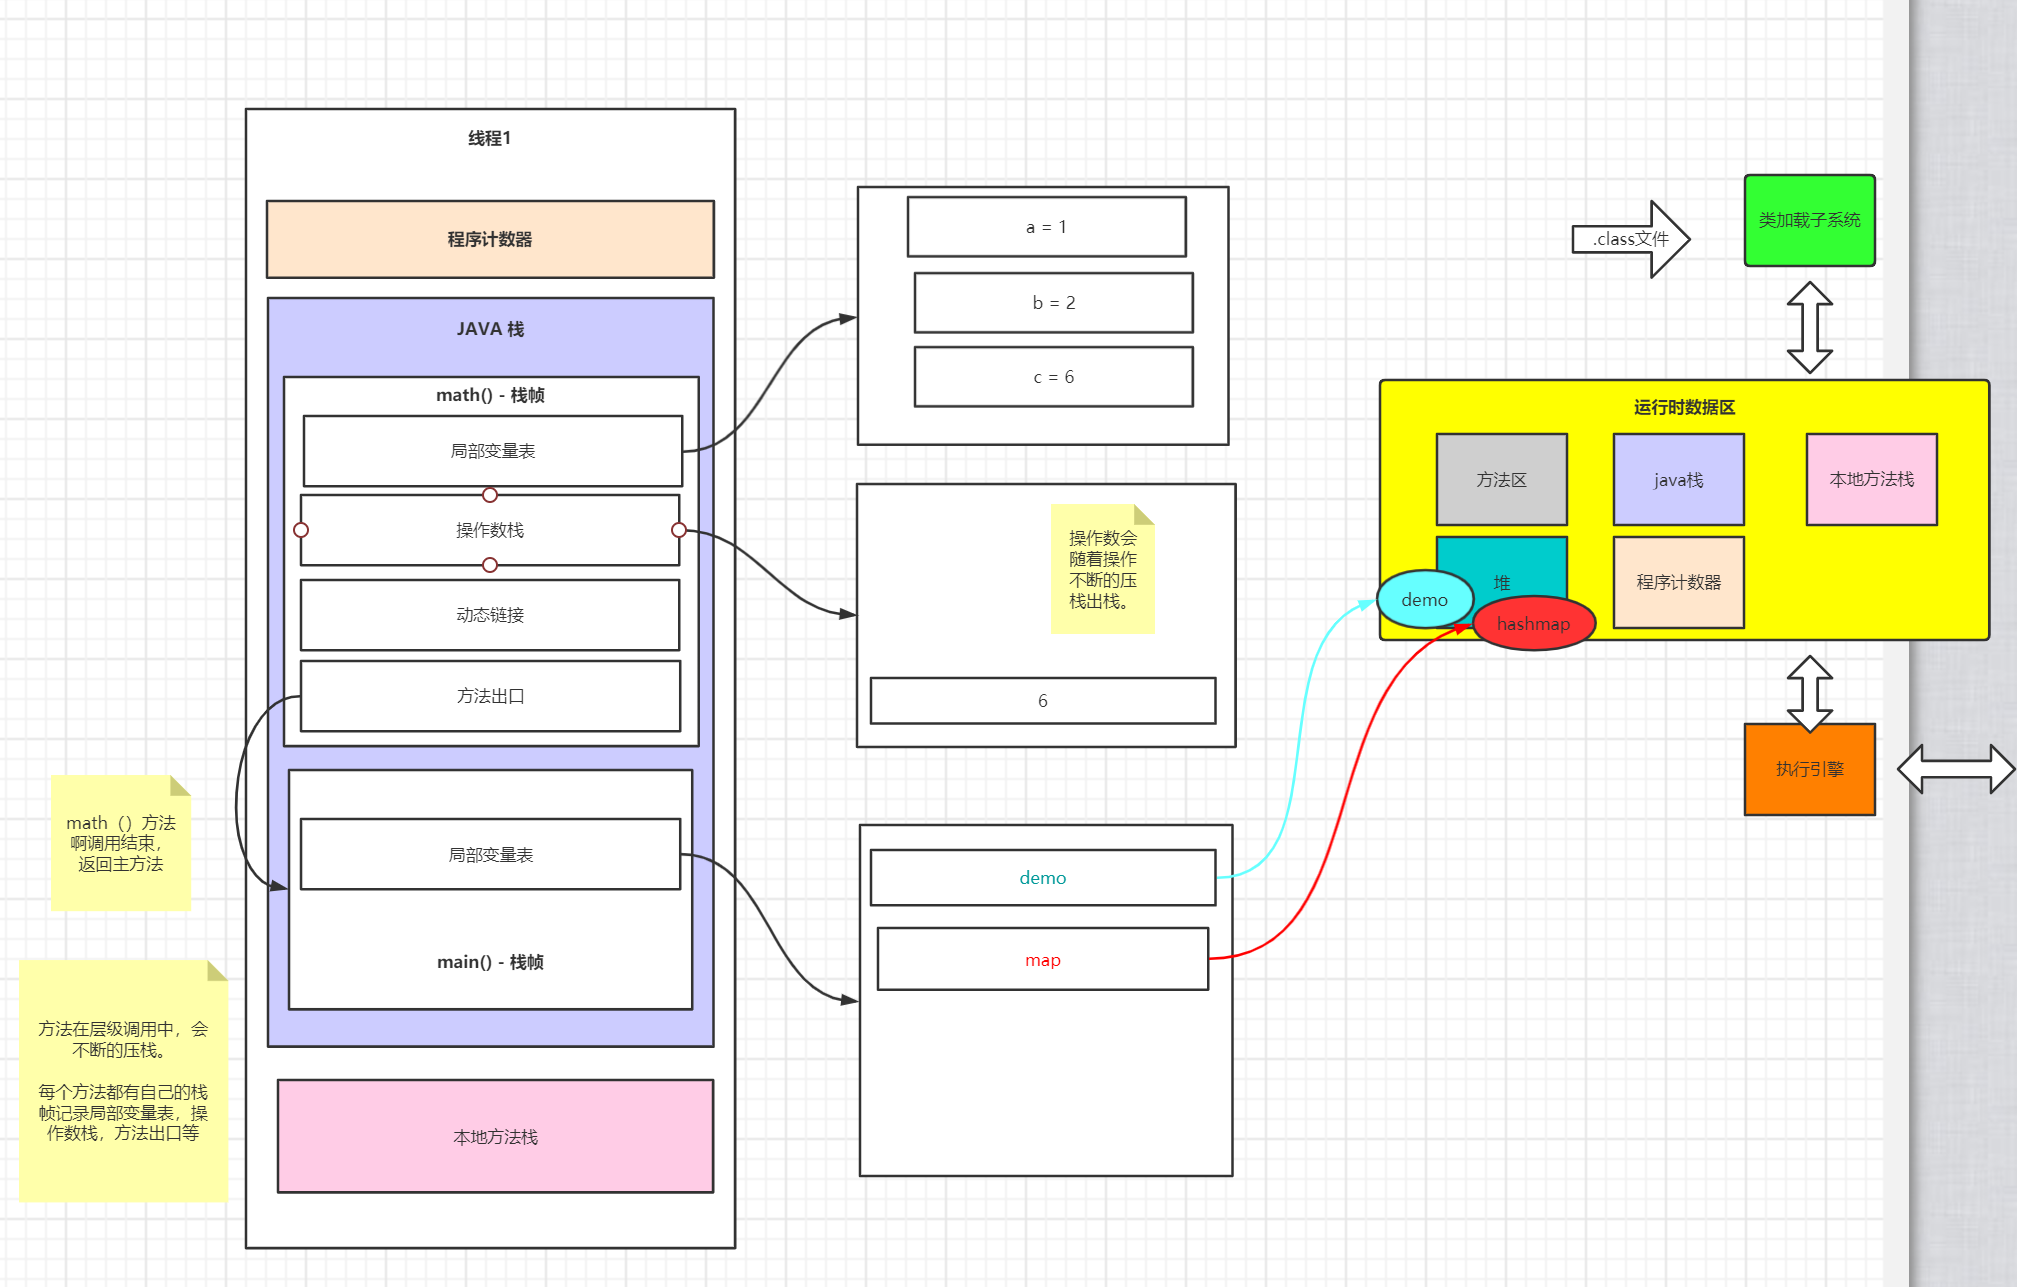 线程1
程序计数器
JAVA 栈
math() - 栈帧
局部变量表
操作数栈
动态链接
方法出口
局部变量表
main() - 栈帧
本地方法栈
math（）方法
啊调用结束，
返回主方法
方法在层级调用中，会
不断的压栈。
每个方法都有自己的栈
帧记录局部变量表，操
作数栈，方法出口等
a = 1
b = 2
c = 6
操作数会
随着操作
不断的压
栈出栈。
6
demo
map
.class文件
类加载子系统
运行时数据区
方法区
java栈
本地方法栈
堆
程序计数器
demo
hashmap
执行引擎